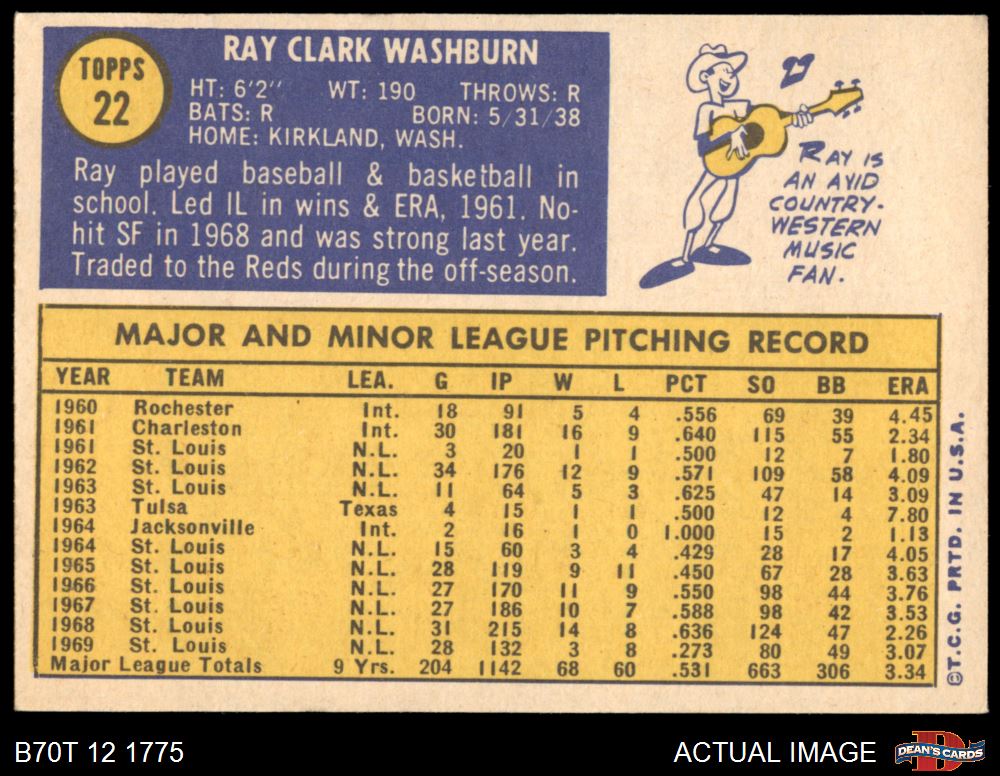 TOPPS
22
RAY CLARK WASHBURN
HT: 6'2" WT: 190 THROWS: R
BATS: R BORN: 5/31/38
HOME: KIRKLAND, WASH.
Ray played baseball & basketball in
school. Led IL in wins & ERA, 1961. No-
hit SF in 1968 and was strong last year.
Traded to the Reds during the off-season.
RAY IS
AN AVID
COUNTRY-
WESTERN
MUSIC
FAN.
MAJOR AND MINOR LEAGUE PITCHING RECORD
YEAR TEAM LEA. G IP W L PCT SO BB ERA
1960 Rochester Int. 18 91 5 4 .556 69 39 4.45
1961 Charleston Int. 30 181 16 9 .640 115 55 2.34
1961 St. Louis N.L. 3 20 1 1 .500 12 7 1.80
1962 St. Louis N.L. 34 176 12 9 .571 109 58 4.09
1963 St. Louis N.L. 11 64 5 3 .625 47 14 3.09
1963 Tulsa Texas 4 15 1 1 .500 12 4 7.80
1964 Jacksonville Int. 2 16 1 0 1.000 15 2 1.13
1964 St. Louis N.L. 15 60 3 4 .429 28 17 4.05
1965 St. Louis N.L. 28 119 9 11 .450 67 28 3.63
1966 St. Louis N.L. 27 170 11 9 .550 98 44 3.76
1967 St. Louis N.L. 27 186 10 7 .588 98 42 3.53
1968 St. Louis N.L. 31 215 14 8 .636 124 47 2.26
1969 St. Louis N.L. 28 132 3 8 .273 80 49 3.07
Major League Totals 9 Yrs. 204 1142 68 60 .531 663 306 3.34
©T.C.G. PRTD. IN U.S.A.
B70T 12 1775
ACTUAL IMAGE
DEAN'S CARDS